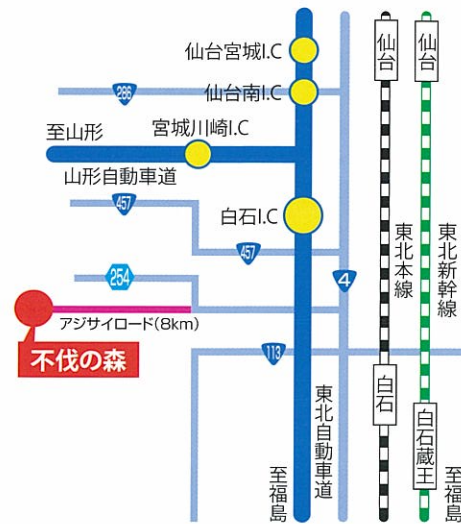 仙台宮城I.C
仙台
仙台
286
仙台南I.C
至山形
宮城川崎I.C
山形自動車道
457
白石I.C
457
東北本線
東北新幹線
254
4
アジサイロード(8km)
不伐の森
113
東北自動車道
白石
白石蔵王
至福島
至福島